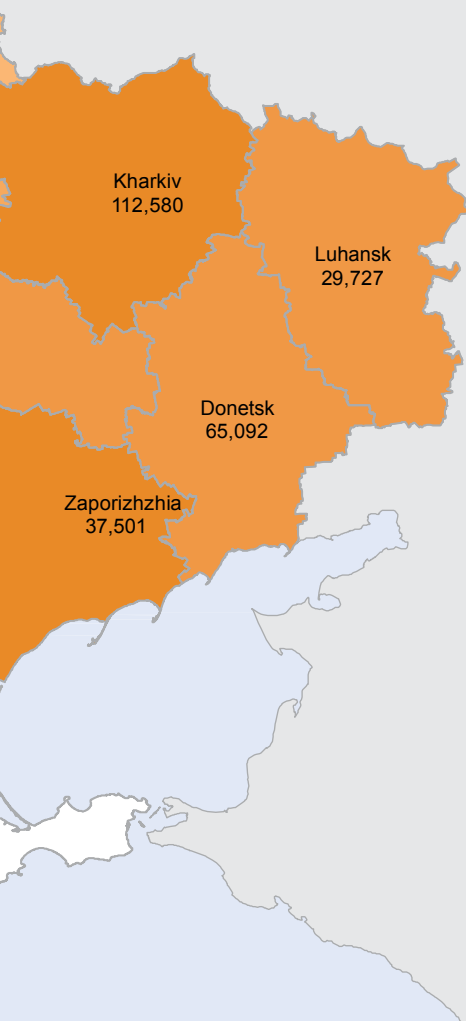 Kharkiv
112,580
Luhansk
29,727
Donetsk
65,092
Zaporizhzhia
37,501